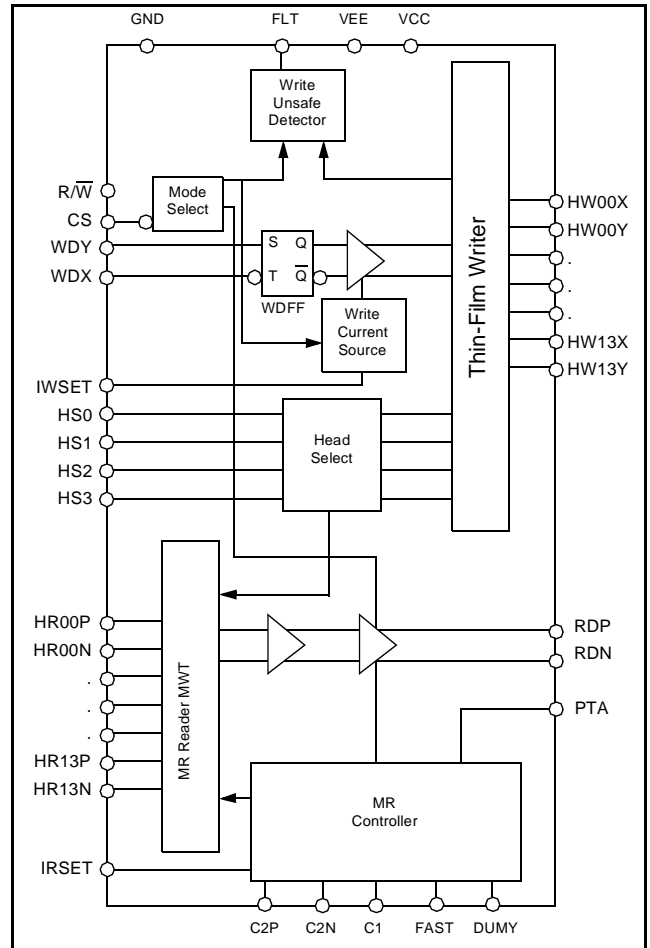 GND FLT VEE VCC
Write
Unsafe
Detector
R/W̅
Mode
Select
CS
HW00X
WDY
S Q
HW00Y
WDX
T Q̅
.
.
.
WDFF
Thin-Film Writer
Write
Current
Source
HW13X
HW13Y
IWSET
HS0
HS1
HS2
HS3
Head
Select
HR00P
HR00N
.
.
.
HR13P
HR13N
MR Reader MWT
RDP
RDN
PTA
MR
Controller
IRSET
C2P C2N C1 FAST DUMY